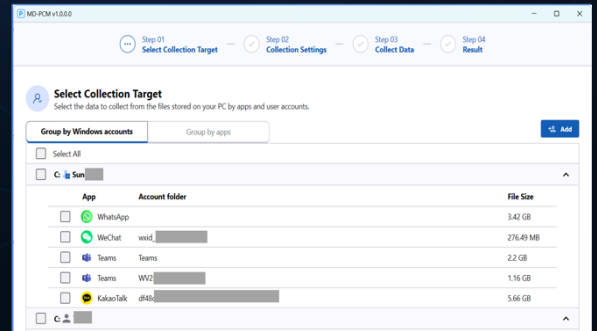 MD-PCM v1.0.0.0
Step 01
Select Collection Target
Step 02
Collection Settings
Step 03
Collect Data
Step 04
Result
Select Collection Target
Select the data to collect from the files stored on your PC by apps and user accounts.
Group by Windows accounts
Group by apps
Add
Select All
C: Sun
App Account folder File Size
WhatsApp 3.42 GB
WeChat wxid_ 276.49 MB
Teams Teams 2.2 GB
Teams WV2 1.16 GB
KakaoTalk df48c 5.66 GB
C: